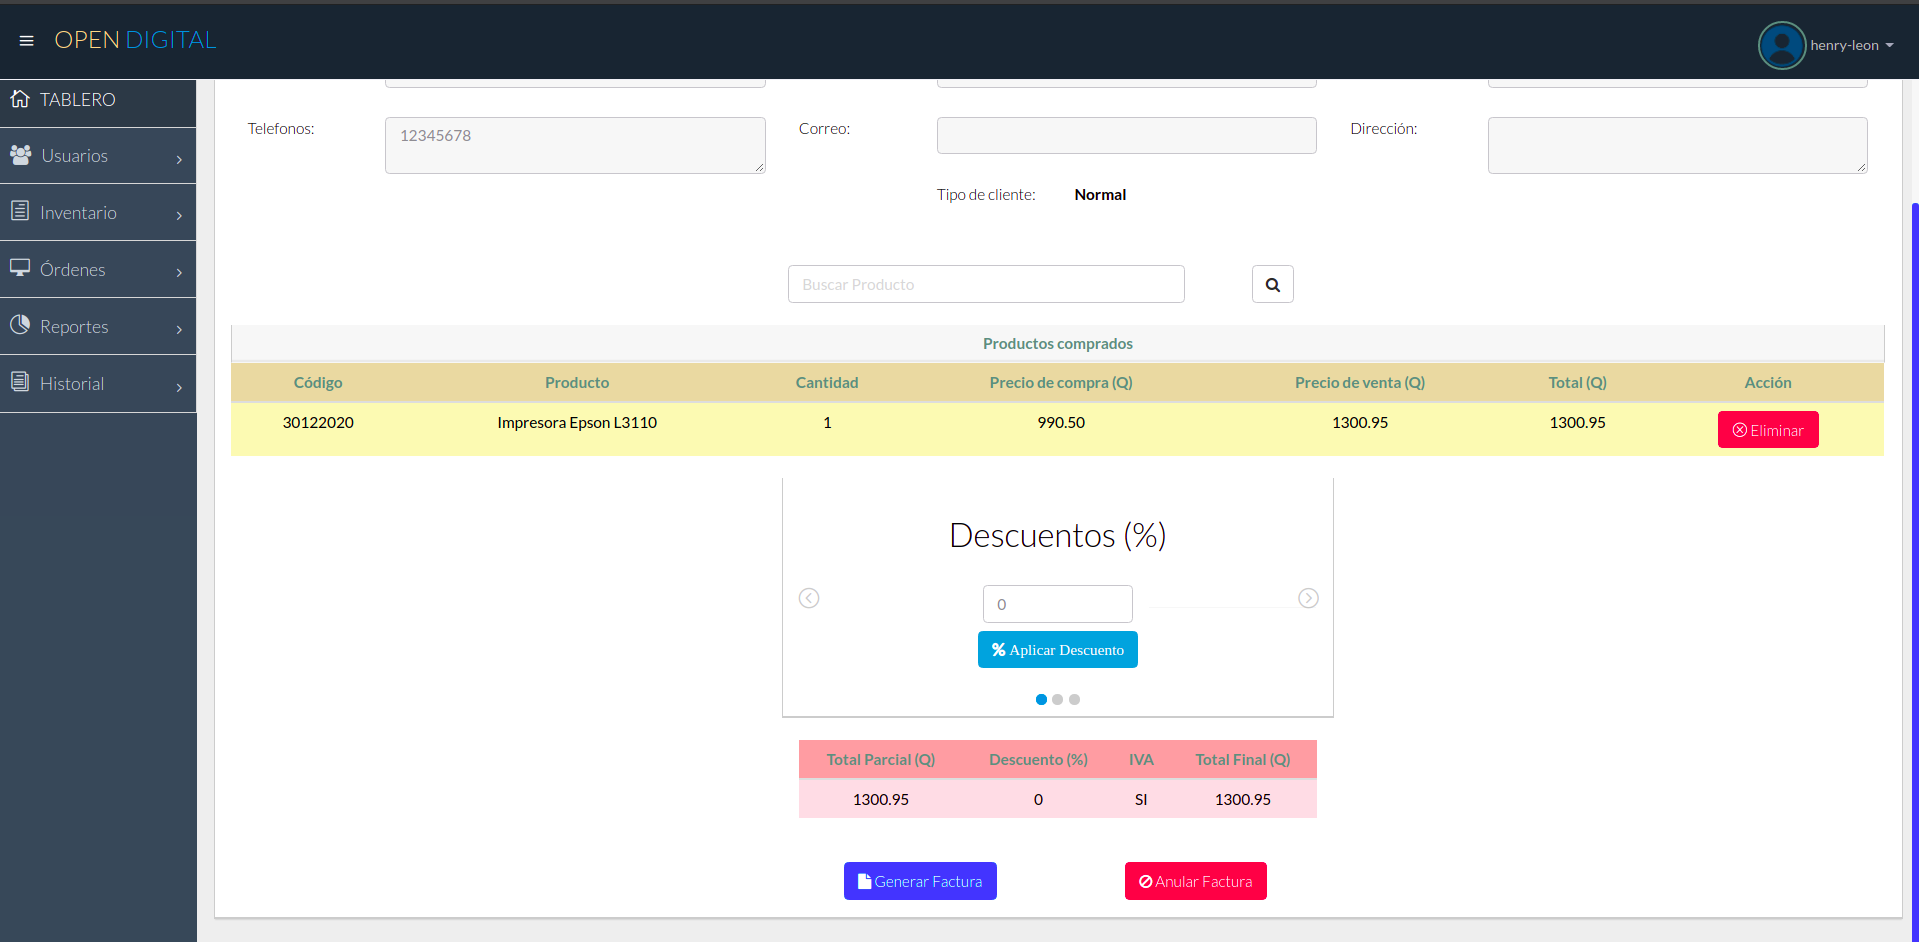 OPEN DIGITAL
henry-leon
TABLERO
Usuarios
Inventario
Órdenes
Reportes
Historial
Telefonos:
12345678
Correo:
Dirección:
Tipo de cliente:
Normal
Buscar Producto
Productos comprados
Código Producto Cantidad Precio de compra (Q) Precio de venta (Q) Total (Q) Acción
30122020 Impresora Epson L3110 1 990.50 1300.95 1300.95 Eliminar
Descuentos (%)
0
% Aplicar Descuento
Total Parcial (Q) Descuento (%) IVA Total Final (Q)
1300.95 0 SI 1300.95
Generar Factura
Anular Factura